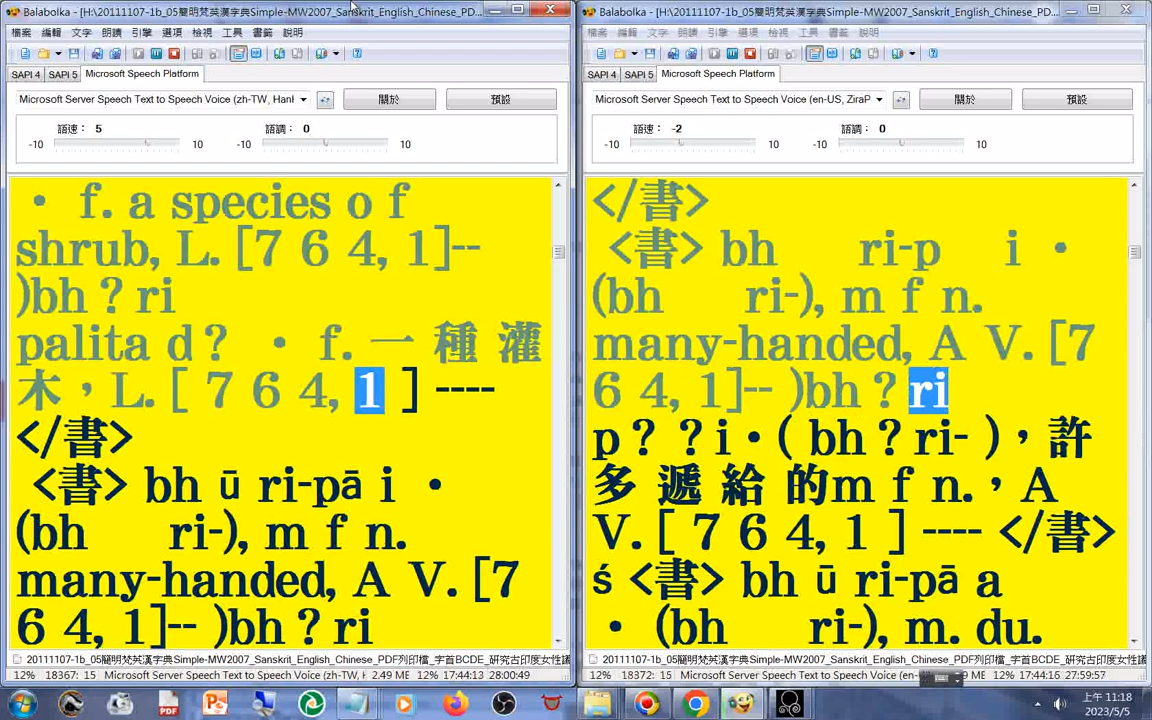 Balabolka - [H:\20111107-1b_05簡明梵英漢字典Simple-MW2007_Sanskrit_English_Chinese_PD...
檔案 編輯 文字 朗讀 引擎 選項 檢視 工具 書籤 說明
SAPI 4 SAPI 5 Microsoft Speech Platform
Microsoft Server Speech Text to Speech Voice (zh-TW, Hanl
關於 預設
語速： 5 語調： 0
-10 10 -10 10
• f. a species o f
shrub, L. [7 6 4, 1]--
)bh ? ri
palita d ? • f. 一 種 灌
木，L. [ 7 6 4, 1 ] ----
</書>
<書> bh ū ri-pā i •
(bh ri-), m f n.
many-handed, A V. [7
6 4, 1]-- )bh ? ri
20111107-1b_05簡明梵英漢字典Simple-MW2007_Sanskrit_English_Chinese_PDF列印檔_字首BCDE_研究古印度女性議
12% 18367: 15 Microsoft Server Speech Text to Speech Voice (zh-TW, H 2.49 MB 12% 17:44:13 28:00:49
Balabolka - [H:\20111107-1b_05簡明梵英漢字典Simple-MW2007_Sanskrit_English_Chinese_PD...
檔案 編輯 文字 朗讀 引擎 選項 檢視 工具 書籤 說明
SAPI 4 SAPI 5 Microsoft Speech Platform
Microsoft Server Speech Text to Speech Voice (en-US, ZiraP
關於 預設
語速： -2 語調： 0
-10 10 -10 10
</書>
<書> bh ri-p i •
(bh ri-), m f n.
many-handed, A V. [7
6 4, 1]-- )bh ? ri
p ? ? i • ( bh ? ri- )，許
多 遞 給 的m f n.，A
V. [ 7 6 4, 1 ] ---- </書>
ś <書> bh ū ri-pā a
• (bh ri-), m. du.
20111107-1b_05簡明梵英漢字典Simple-MW2007_Sanskrit_English_Chinese_PDF列印檔_字首BCDE_研究古印度女性議
12% 18372: 15 Microsoft Server Speech Text to Speech Voice (en-US 12% 17:44:16 27:59:57
上午 11:18
2023/5/5